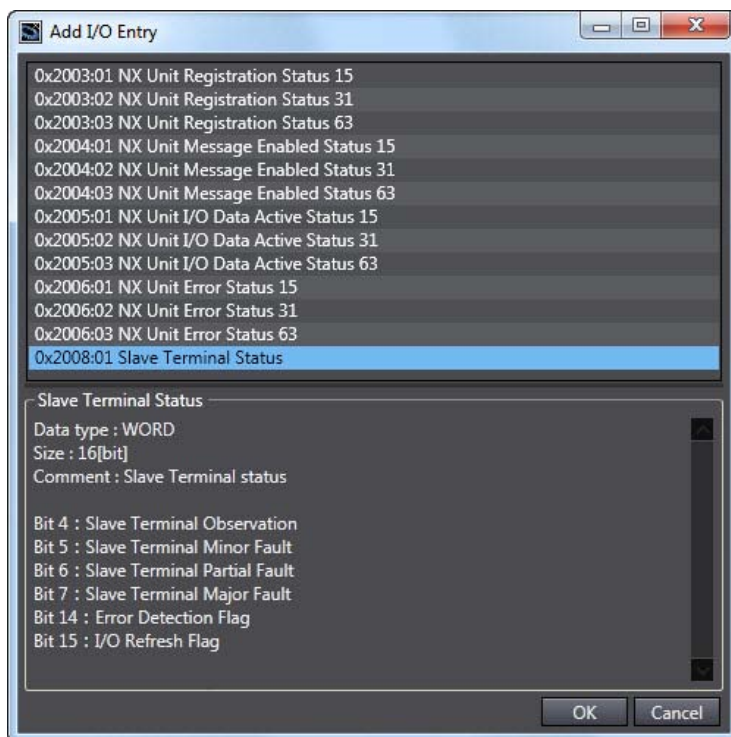 Add I/O Entry
0x2003:01 NX Unit Registration Status 15
0x2003:02 NX Unit Registration Status 31
0x2003:03 NX Unit Registration Status 63
0x2004:01 NX Unit Message Enabled Status 15
0x2004:02 NX Unit Message Enabled Status 31
0x2004:03 NX Unit Message Enabled Status 63
0x2005:01 NX Unit I/O Data Active Status 15
0x2005:02 NX Unit I/O Data Active Status 31
0x2005:03 NX Unit I/O Data Active Status 63
0x2006:01 NX Unit Error Status 15
0x2006:02 NX Unit Error Status 31
0x2006:03 NX Unit Error Status 63
0x2008:01 Slave Terminal Status
Slave Terminal Status
Data type : WORD
Size : 16[bit]
Comment : Slave Terminal status
Bit 4 : Slave Terminal Observation
Bit 5 : Slave Terminal Minor Fault
Bit 6 : Slave Terminal Partial Fault
Bit 7 : Slave Terminal Major Fault
Bit 14 : Error Detection Flag
Bit 15 : I/O Refresh Flag
OK Cancel